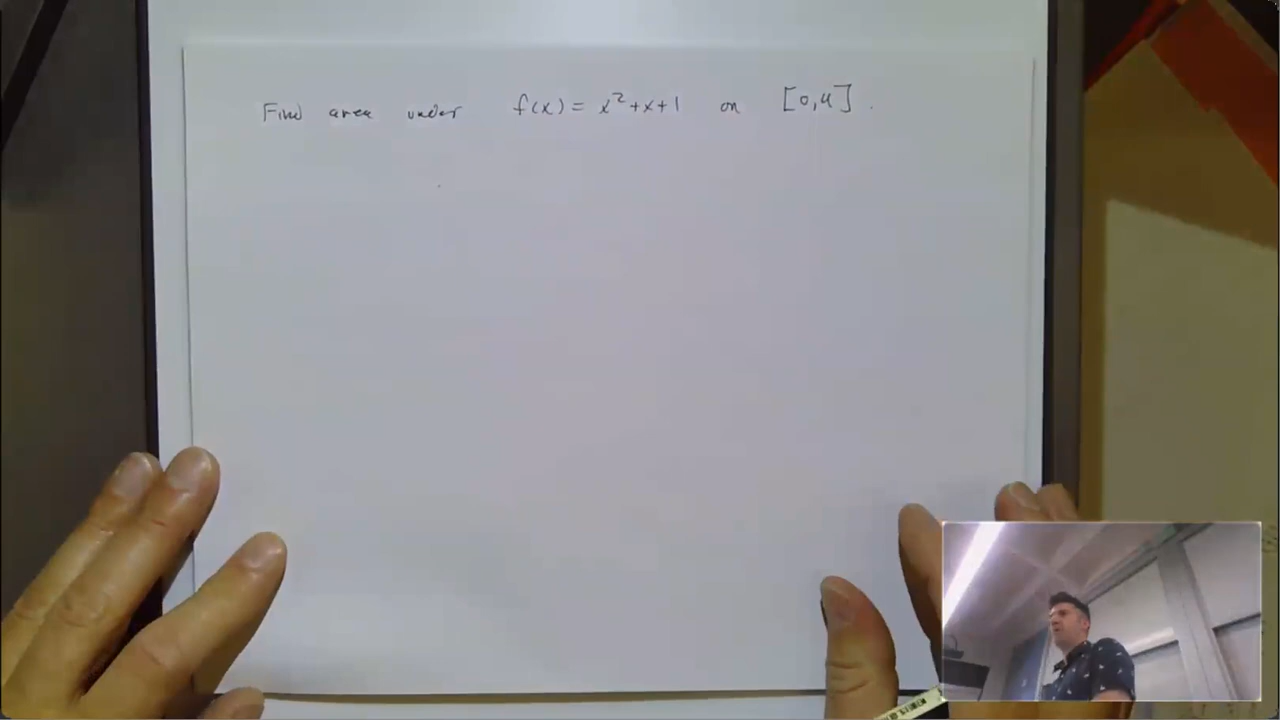 Find area under f(x) = x²+x+1 on [0,4].